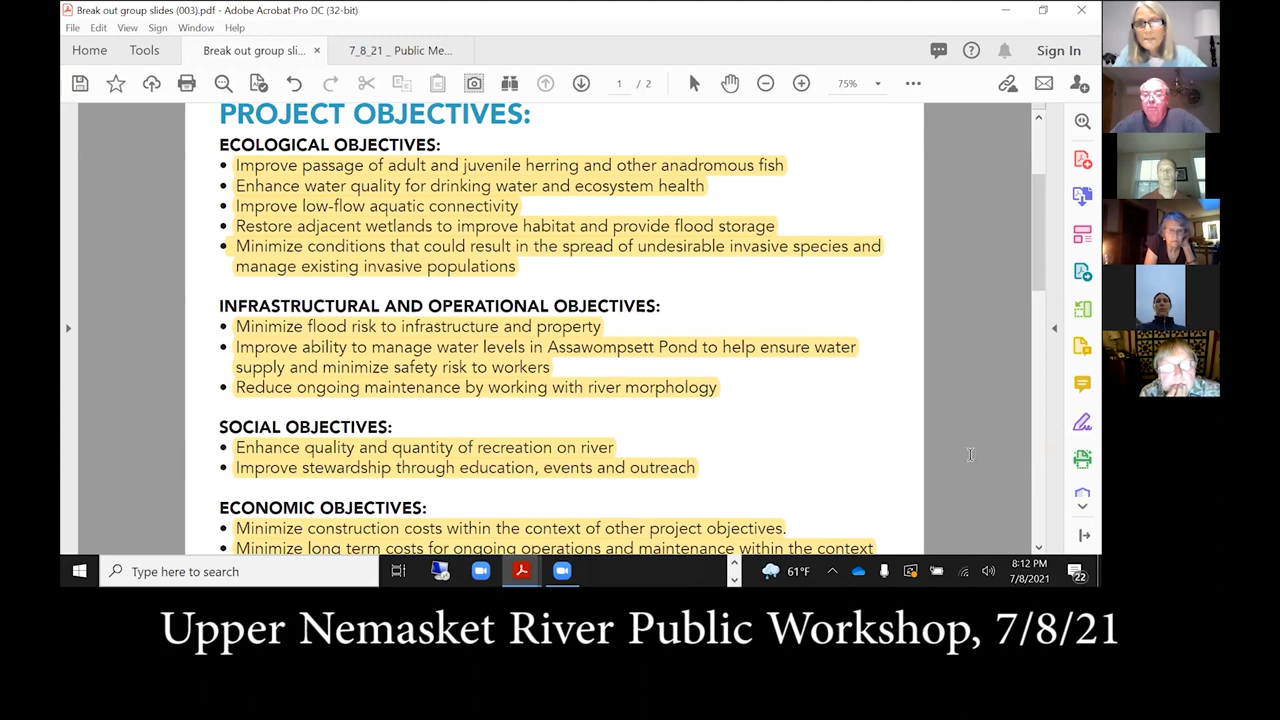 Break out group slides (003).pdf - Adobe Acrobat Pro DC (32-bit)
File Edit View Sign Window Help
Home Tools Break out group sli... × 7_8_21 _ Public Me... Sign In
1 / 2 75%
PROJECT OBJECTIVES:
ECOLOGICAL OBJECTIVES:
• Improve passage of adult and juvenile herring and other anadromous fish
• Enhance water quality for drinking water and ecosystem health
• Improve low-flow aquatic connectivity
• Restore adjacent wetlands to improve habitat and provide flood storage
• Minimize conditions that could result in the spread of undesirable invasive species and
manage existing invasive populations
INFRASTRUCTURAL AND OPERATIONAL OBJECTIVES:
• Minimize flood risk to infrastructure and property
• Improve ability to manage water levels in Assawompsett Pond to help ensure water
supply and minimize safety risk to workers
• Reduce ongoing maintenance by working with river morphology
SOCIAL OBJECTIVES:
• Enhance quality and quantity of recreation on river
• Improve stewardship through education, events and outreach
ECONOMIC OBJECTIVES:
• Minimize construction costs within the context of other project objectives.
• Minimize long term costs for ongoing operations and maintenance within the context
Type here to search 61°F 8:12 PM
7/8/2021 22
Upper Nemasket River Public Workshop, 7/8/21